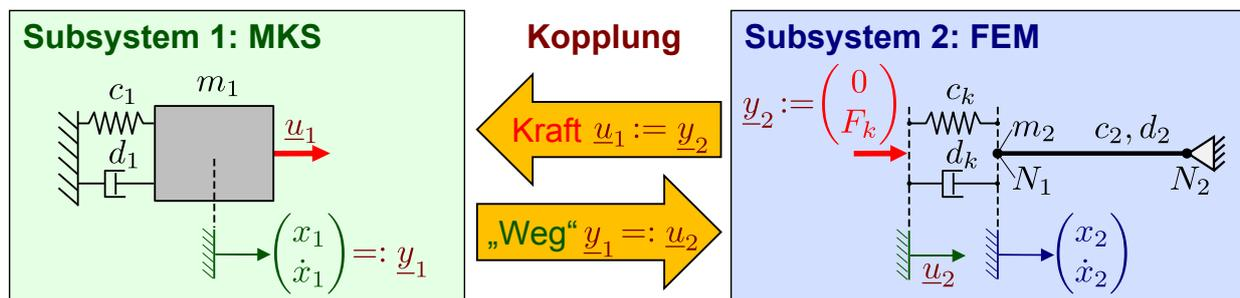 Subsystem 1: MKS
c₁
m₁
u₁
d₁
(x₁ ẋ₁) =: y₁
Kopplung
Kraft u₁ := y₂
„Weg“ y₁ =: u₂
Subsystem 2: FEM
y₂ := (0 Fₖ)
cₖ
m₂
c₂, d₂
dₖ
N₁
N₂
u₂
(x₂ ẋ₂)